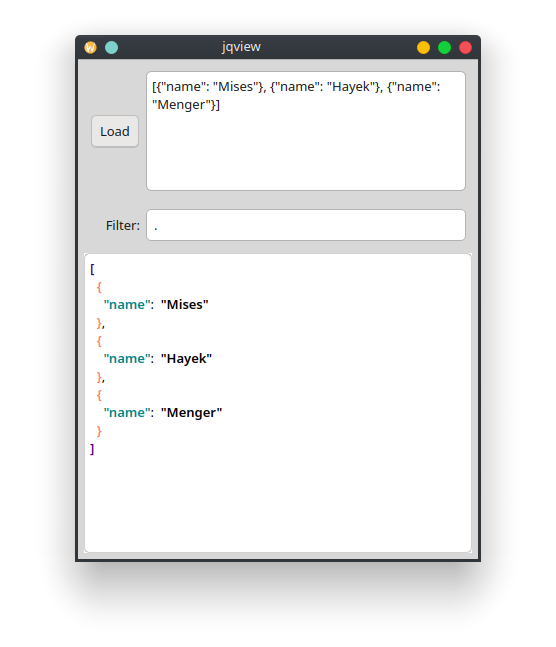 jqview
[{"name": "Mises"}, {"name": "Hayek"}, {"name":
"Menger"}]
Load
Filter:
.
[
{
"name": "Mises"
},
{
"name": "Hayek"
},
{
"name": "Menger"
}
]